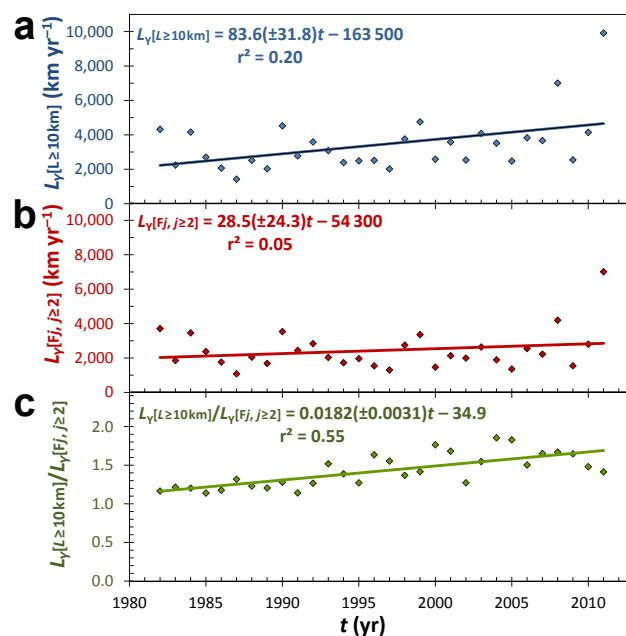 a
L_Y[L≥10km] = 83.6(±31.8)t − 163 500
r² = 0.20
L_Y[L≥10km] (km yr⁻¹)
10,000
8,000
6,000
4,000
2,000
0
b
L_Y[Fj, j≥2] = 28.5(±24.3)t − 54 300
r² = 0.05
L_Y[Fj, j≥2] (km yr⁻¹)
10,000
8,000
6,000
4,000
2,000
0
c
L_Y[L≥10km]/L_Y[Fj, j≥2] = 0.0182(±0.0031)t − 34.9
r² = 0.55
L_Y[L≥10km]/L_Y[Fj, j≥2]
2.0
1.5
1.0
0.5
0.0
1980 1985 1990 1995 2000 2005 2010
t (yr)